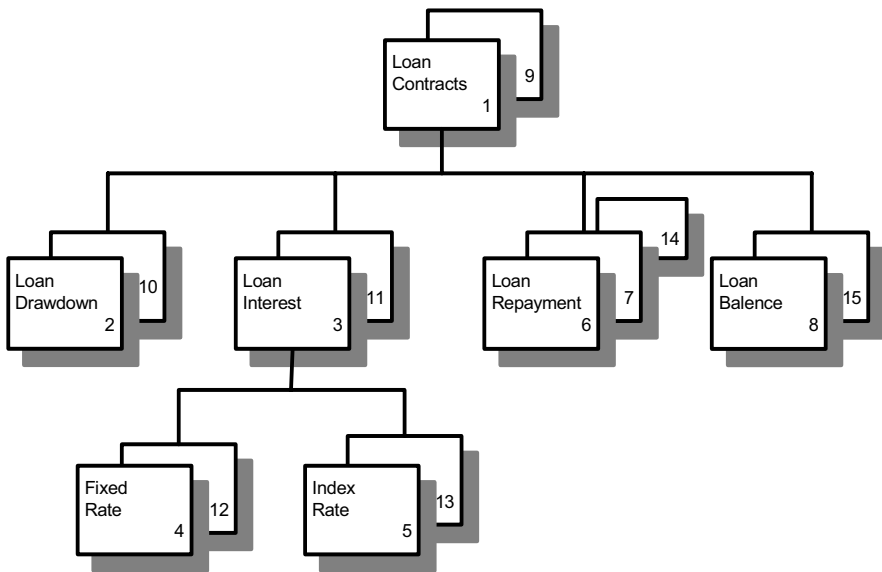 Loan
Contracts
1
9
Loan
Drawdown
2
10
Loan
Interest
3
11
Loan
Repayment
6
7
14
Loan
Balence
8
15
Fixed
Rate
4
12
Index
Rate
5
13